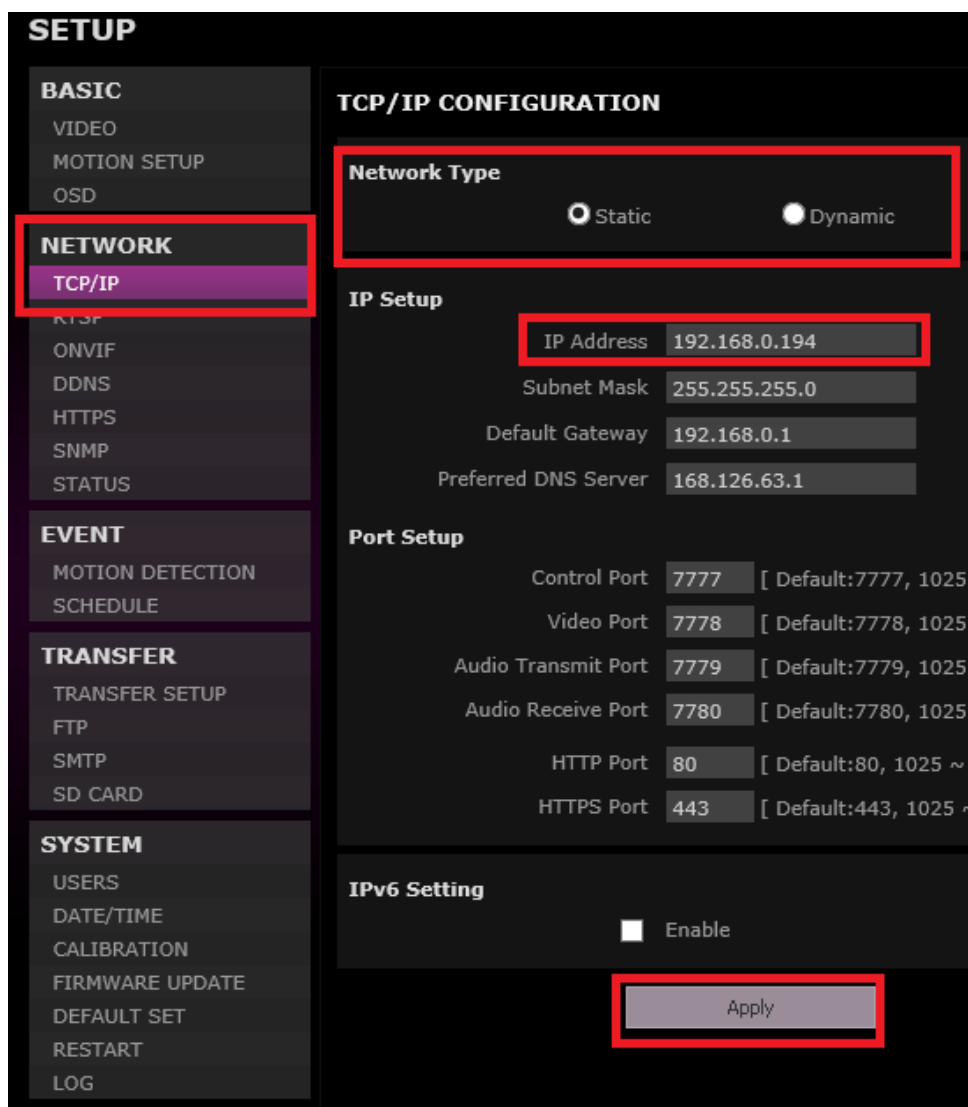 SETUP
BASIC
VIDEO
MOTION SETUP
OSD
NETWORK
TCP/IP
RTSP
ONVIF
DDNS
HTTPS
SNMP
STATUS
EVENT
MOTION DETECTION
SCHEDULE
TRANSFER
TRANSFER SETUP
FTP
SMTP
SD CARD
SYSTEM
USERS
DATE/TIME
CALIBRATION
FIRMWARE UPDATE
DEFAULT SET
RESTART
LOG
TCP/IP CONFIGURATION
Network Type
Static Dynamic
IP Setup
IP Address 192.168.0.194
Subnet Mask 255.255.255.0
Default Gateway 192.168.0.1
Preferred DNS Server 168.126.63.1
Port Setup
Control Port 7777 [ Default:7777, 1025
Video Port 7778 [ Default:7778, 1025
Audio Transmit Port 7779 [ Default:7779, 1025
Audio Receive Port 7780 [ Default:7780, 1025
HTTP Port 80 [ Default:80, 1025 ~
HTTPS Port 443 [ Default:443, 1025 ~
IPv6 Setting
Enable
Apply